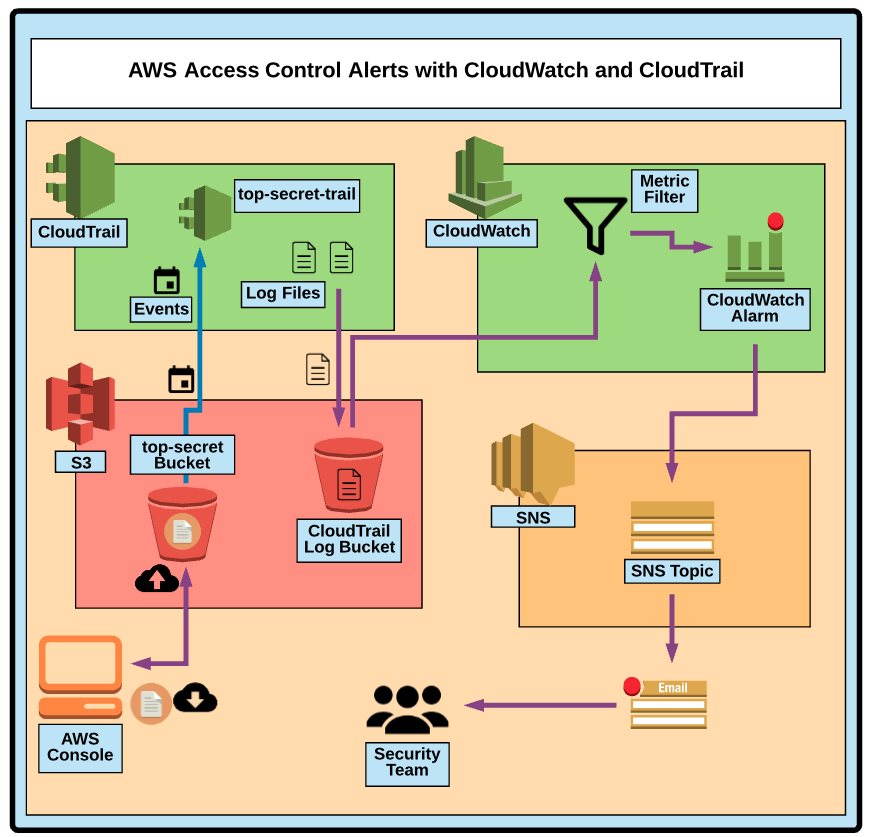 AWS Access Control Alerts with CloudWatch and CloudTrail
CloudTrail
top-secret-trail
Events
Log Files
CloudWatch
Metric
Filter
CloudWatch
Alarm
S3
top-secret
Bucket
CloudTrail
Log Bucket
SNS
SNS Topic
AWS
Console
Security
Team
Email